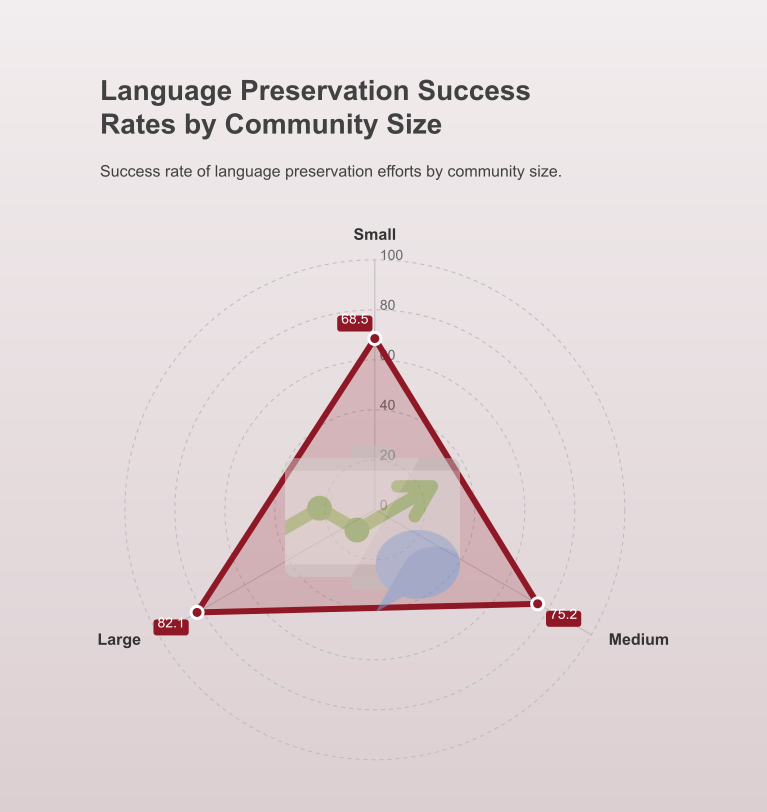 Language Preservation Success
Rates by Community Size
Success rate of language preservation efforts by community size.
Small
100
80
68.5
60
40
20
0
75.2
82.1
Large
Medium